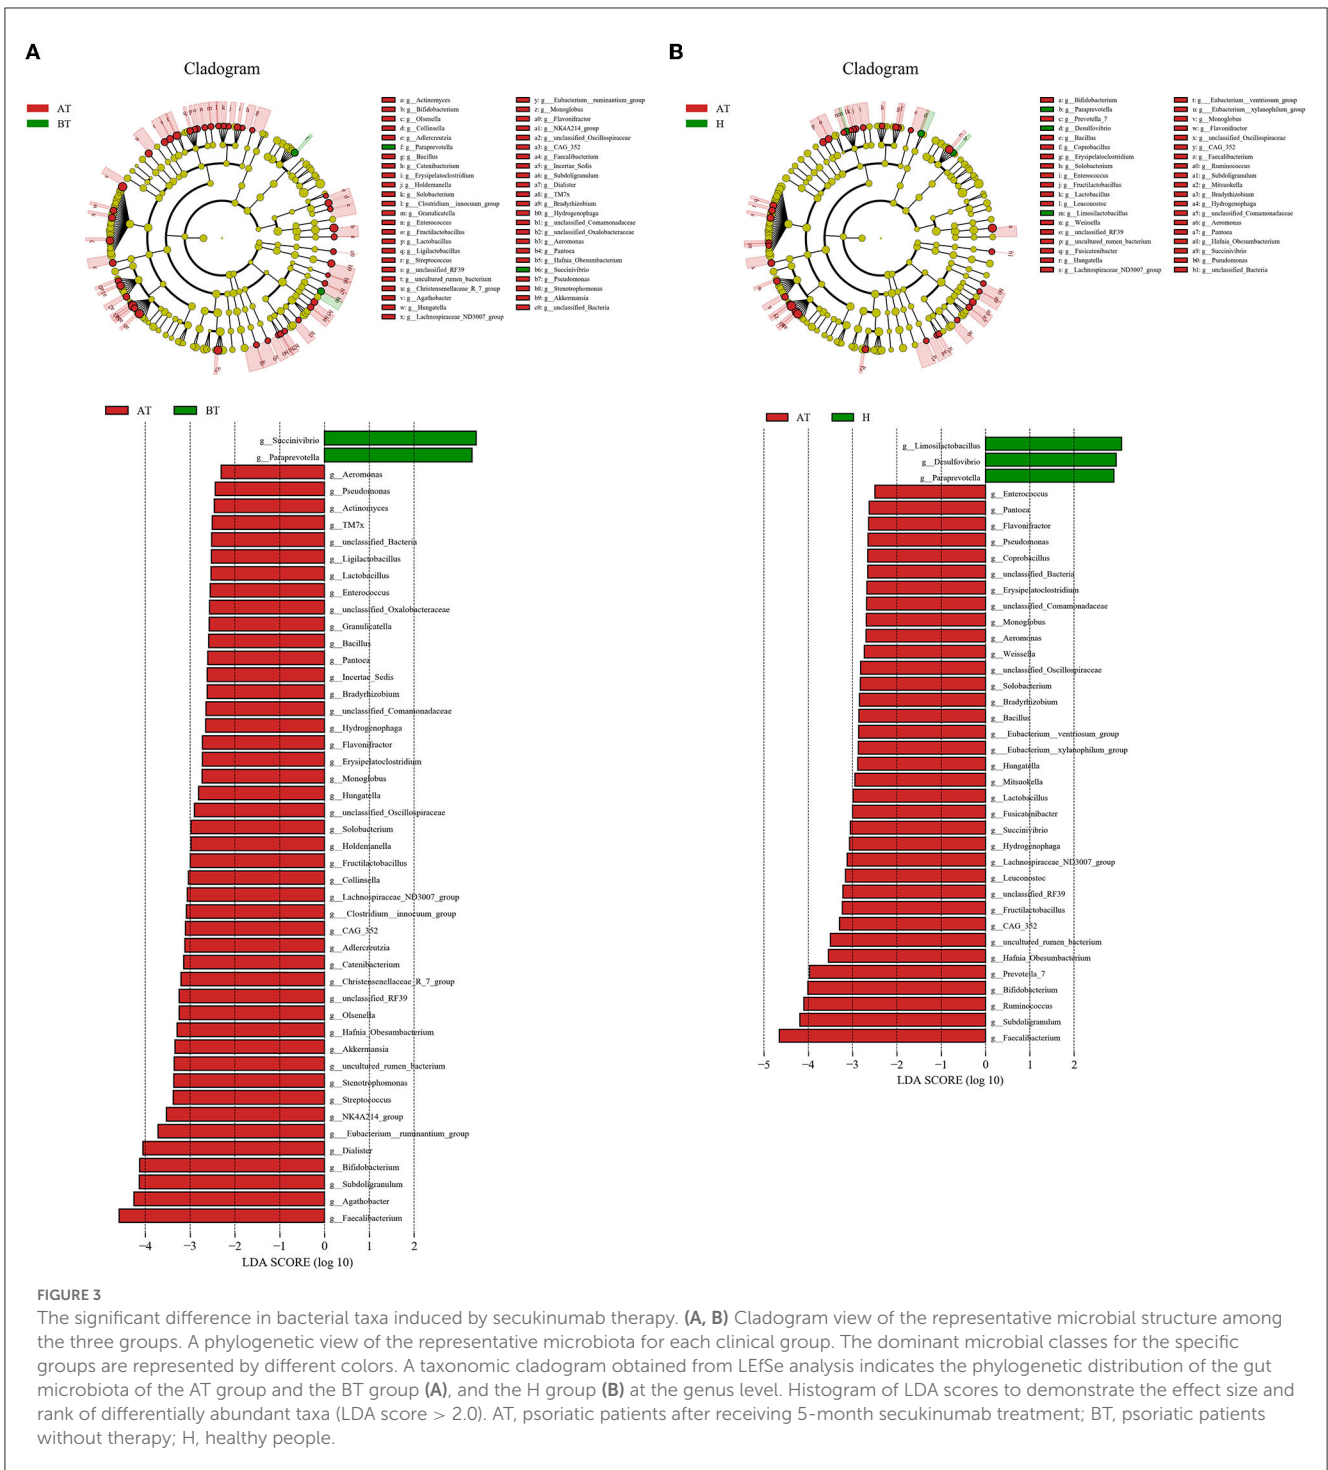 A
Cladogram
AT
BT
a: g__Actinomyces
b: g__Bifidobacterium
c: g__Olsenella
d: g__Collinsella
e: g__Adlercreutzia
f: g__Paraprevotella
g: g__Bacillus
h: g__Catenibacterium
i: g__Erysipelatoclostridium
j: g__Holdemanella
k: g__Solobacterium
l: g__Clostridium__innocuum_group
m: g__Granulicatella
n: g__Enterococcus
o: g__Fructilactobacillus
p: g__Lactobacillus
q: g__Ligilactobacillus
r: g__Streptococcus
s: g__unclassified_RF39
t: g__uncultured_rumen_bacterium
u: g__Christensenellaceae_R_7_group
v: g__Agathobacter
w: g__Hungatella
x: g__Lachnospiraceae_ND3007_group
y: g__Eubacterium__ruminantium_group
z: g__Monoglobus
a0: g__Flavonifractor
a1: g__NK4A214_group
a2: g__unclassified_Oscillospiraceae
a3: g__CAG_352
a4: g__Faecalibacterium
a5: g__Incertae_Sedis
a6: g__Subdoligranulum
a7: g__Dialister
a8: g__TM7x
a9: g__Bradyrhizobium
b0: g__Hydrogenophaga
b1: g__unclassified_Comamonadaceae
b2: g__unclassified_Oxalobacteraceae
b3: g__Aeromonas
b4: g__Pantoea
b5: g__Hafnia_Obesumbacterium
b6: g__Succinivibrio
b7: g__Pseudomonas
b8: g__Stenotrophomonas
b9: g__Akkermansia
c0: g__unclassified_Bacteria
AT
BT
g__Succinivibrio
g__Paraprevotella
g__Aeromonas
g__Pseudomonas
g__Actinomyces
g__TM7x
g__unclassified_Bacteria
g__Ligilactobacillus
g__Lactobacillus
g__Enterococcus
g__unclassified_Oxalobacteraceae
g__Granulicatella
g__Bacillus
g__Pantoea
g__Incertae_Sedis
g__Bradyrhizobium
g__unclassified_Comamonadaceae
g__Hydrogenophaga
g__Flavonifractor
g__Erysipelatoclostridium
g__Monoglobus
g__Hungatella
g__unclassified_Oscillospiraceae
g__Solobacterium
g__Holdemanella
g__Fructilactobacillus
g__Collinsella
g__Lachnospiraceae_ND3007_group
g___Clostridium__innocuum_group
g__CAG_352
g__Adlercreutzia
g__Catenibacterium
g__Christensenellaceae_R_7_group
g__unclassified_RF39
g__Olsenella
g__Hafnia_Obesumbacterium
g__Akkermansia
g__uncultured_rumen_bacterium
g__Stenotrophomonas
g__Streptococcus
g__NK4A214_group
g___Eubacterium__ruminantium_group
g__Dialister
g__Bifidobacterium
g__Subdoligranulum
g__Agathobacter
g__Faecalibacterium
−4 −3 −2 −1 0 1 2
LDA SCORE (log 10)
B
Cladogram
AT
H
a: g__Bifidobacterium
b: g__Paraprevotella
c: g__Prevotella_7
d: g__Desulfovibrio
e: g__Bacillus
f: g__Coprobacillus
g: g__Erysipelatoclostridium
h: g__Solobacterium
i: g__Enterococcus
j: g__Fructilactobacillus
k: g__Lactobacillus
l: g__Leuconostoc
m: g__Limosilactobacillus
n: g__Weissella
o: g__unclassified_RF39
p: g__uncultured_rumen_bacterium
q: g__Fusicatenibacter
r: g__Hungatella
s: g__Lachnospiraceae_ND3007_group
t: g___Eubacterium__ventriosum_group
u: g___Eubacterium__xylanophilum_group
v: g__Monoglobus
w: g__Flavonifractor
x: g__unclassified_Oscillospiraceae
y: g__CAG_352
z: g__Faecalibacterium
a0: g__Ruminococcus
a1: g__Subdoligranulum
a2: g__Mitsuokella
a3: g__Bradyrhizobium
a4: g__Hydrogenophaga
a5: g__unclassified_Comamonadaceae
a6: g__Aeromonas
a7: g__Pantoea
a8: g__Hafnia_Obesumbacterium
a9: g__Succinivibrio
b0: g__Pseudomonas
b1: g__unclassified_Bacteria
AT
H
g__Limosilactobacillus
g__Desulfovibrio
g__Paraprevotella
g__Enterococcus
g__Pantoea
g__Flavonifractor
g__Pseudomonas
g__Coprobacillus
g__unclassified_Bacteria
g__Erysipelatoclostridium
g__unclassified_Comamonadaceae
g__Monoglobus
g__Aeromonas
g__Weissella
g__unclassified_Oscillospiraceae
g__Solobacterium
g__Bradyrhizobium
g__Bacillus
g___Eubacterium__ventriosum_group
g___Eubacterium__xylanophilum_group
g__Hungatella
g__Mitsuokella
g__Lactobacillus
g__Fusicatenibacter
g__Succinivibrio
g__Hydrogenophaga
g__Lachnospiraceae_ND3007_group
g__Leuconostoc
g__unclassified_RF39
g__Fructilactobacillus
g__CAG_352
g__uncultured_rumen_bacterium
g__Hafnia_Obesumbacterium
g__Prevotella_7
g__Bifidobacterium
g__Ruminococcus
g__Subdoligranulum
g__Faecalibacterium
−5 −4 −3 −2 −1 0 1 2
LDA SCORE (log 10)
FIGURE 3
The significant difference in bacterial taxa induced by secukinumab therapy. (A, B) Cladogram view of the representative microbial structure among
the three groups. A phylogenetic view of the representative microbiota for each clinical group. The dominant microbial classes for the specific
groups are represented by different colors. A taxonomic cladogram obtained from LEfSe analysis indicates the phylogenetic distribution of the gut
microbiota of the AT group and the BT group (A), and the H group (B) at the genus level. Histogram of LDA scores to demonstrate the effect size and
rank of differentially abundant taxa (LDA score > 2.0). AT, psoriatic patients after receiving 5-month secukinumab treatment; BT, psoriatic patients
without therapy; H, healthy people.